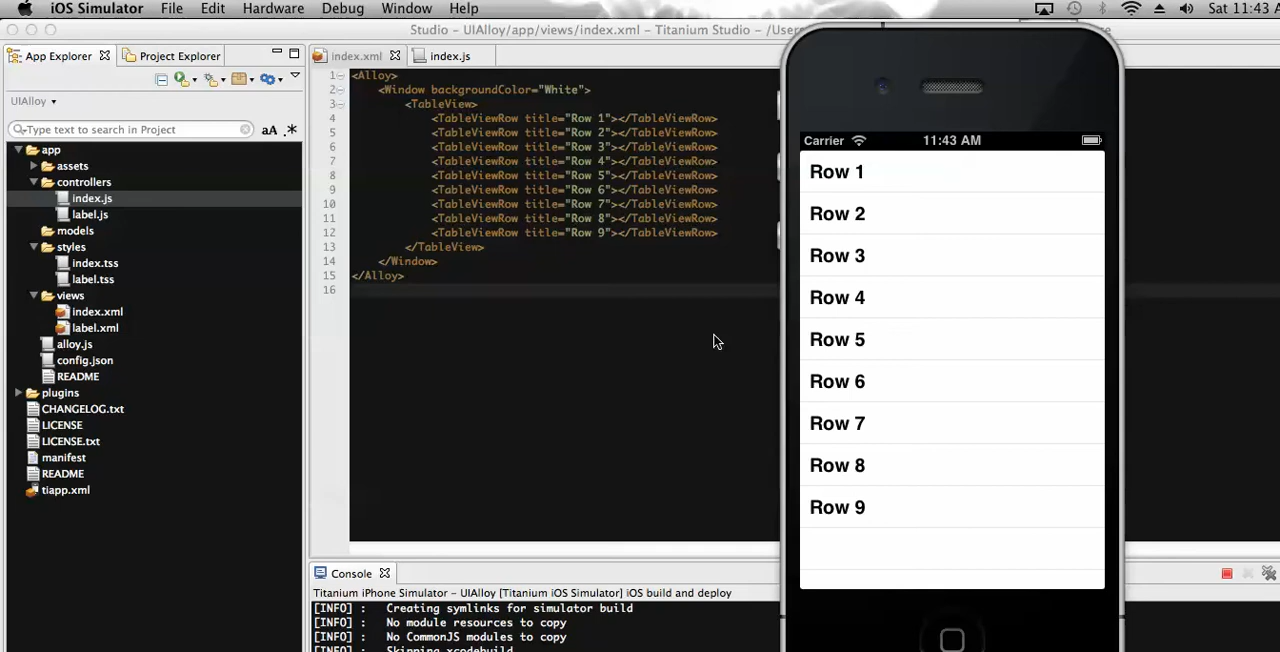 iOS Simulator File Edit Hardware Debug Window Help Sat 11:43 A
Studio - UIAlloy/app/views/index.xml - Titanium Studio - /Users
App Explorer Project Explorer
UIAlloy
Type text to search in Project aA .*
app
assets
controllers
index.js
label.js
models
styles
index.tss
label.tss
views
index.xml
label.xml
alloy.js
config.json
README
plugins
CHANGELOG.txt
LICENSE
LICENSE.txt
manifest
README
tiapp.xml
index.xml index.js
1 <Alloy>
2 <Window backgroundColor="White">
3 <TableView>
4 <TableViewRow title="Row 1"></TableViewRow>
5 <TableViewRow title="Row 2"></TableViewRow>
6 <TableViewRow title="Row 3"></TableViewRow>
7 <TableViewRow title="Row 4"></TableViewRow>
8 <TableViewRow title="Row 5"></TableViewRow>
9 <TableViewRow title="Row 6"></TableViewRow>
10 <TableViewRow title="Row 7"></TableViewRow>
11 <TableViewRow title="Row 8"></TableViewRow>
12 <TableViewRow title="Row 9"></TableViewRow>
13 </TableView>
14 </Window>
15 </Alloy>
16
Console
Titanium iPhone Simulator - UIAlloy [Titanium iOS Simulator] iOS build and deploy
[INFO] : Creating symlinks for simulator build
[INFO] : No module resources to copy
[INFO] : No CommonJS modules to copy
[INFO] : Skipping xcodebuild
Carrier 11:43 AM
Row 1
Row 2
Row 3
Row 4
Row 5
Row 6
Row 7
Row 8
Row 9